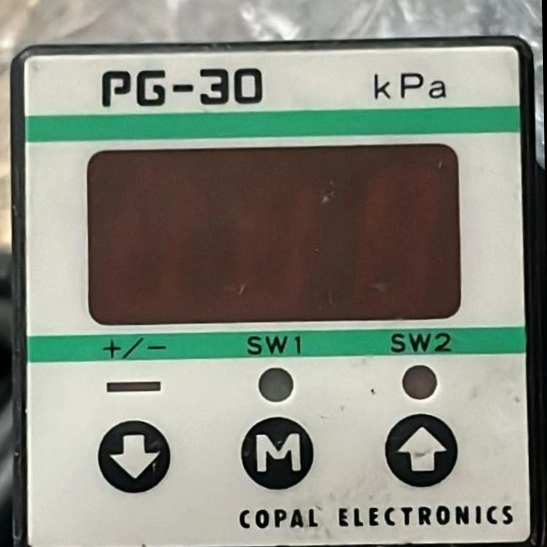 PG-30 kPa
+/− SW1 SW2
M
COPAL ELECTRONICS